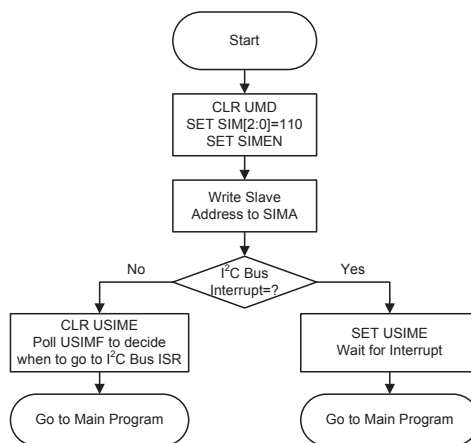 Start
CLR UMD
SET SIM[2:0]=110
SET SIMEN
Write Slave
Address to SIMA
I²C Bus
Interrupt=?
No
Yes
CLR USIME
Poll USIMF to decide
when to go to I²C Bus ISR
SET USIME
Wait for Interrupt
Go to Main Program
Go to Main Program